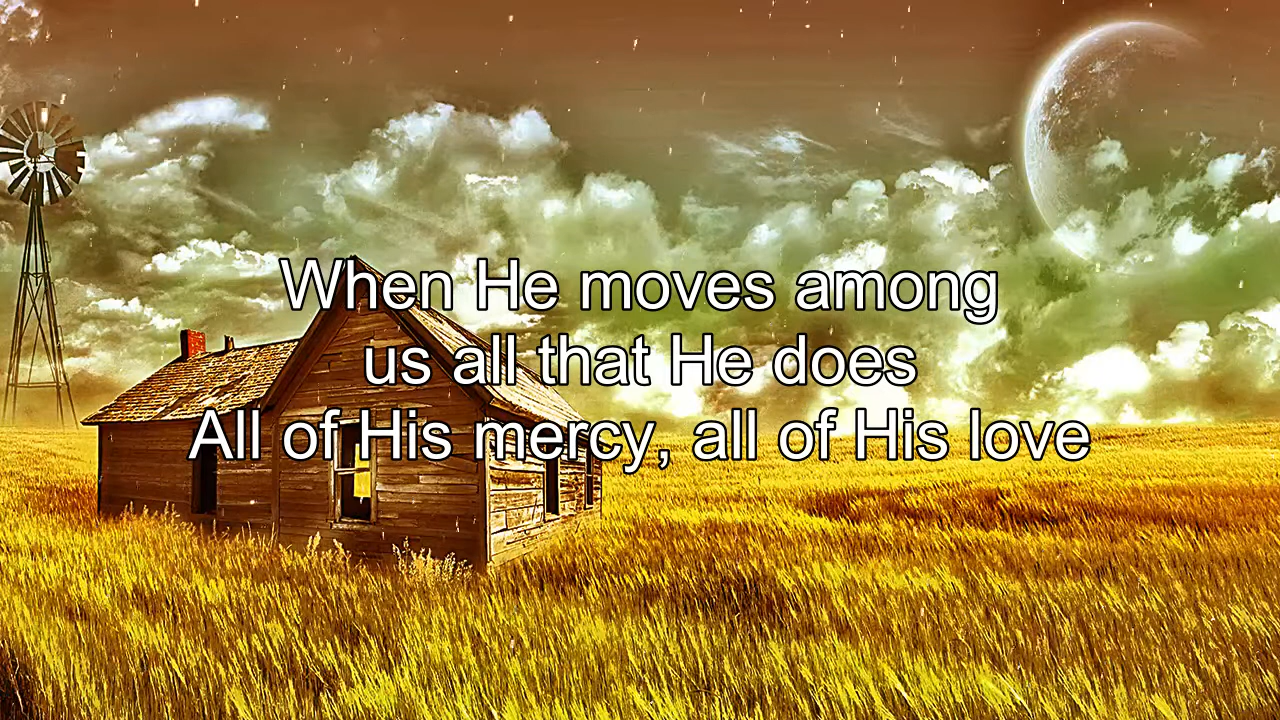 When He moves among
us all that He does
All of His mercy, all of His love